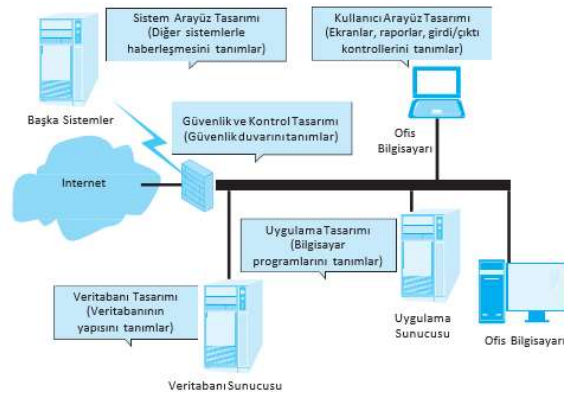 Sistem Arayüz Tasarımı
(Diğer sistemlerle
haberleşmesini tanımlar)
Kullanıcı Arayüz Tasarımı
(Ekranlar, raporlar, girdi/çıktı
kontrollerini tanımlar)
Başka Sistemler
Güvenlik ve Kontrol Tasarımı
(Güvenlik duvarını tanımlar)
Ofis
Bilgisayarı
Internet
Uygulama Tasarımı
(Bilgisayar
programlarını tanımlar)
Veritabanı Tasarımı
(Veritabanının
yapısını tanımlar)
Uygulama
Sunucusu
Ofis Bilgisayarı
Veritabanı Sunucusu